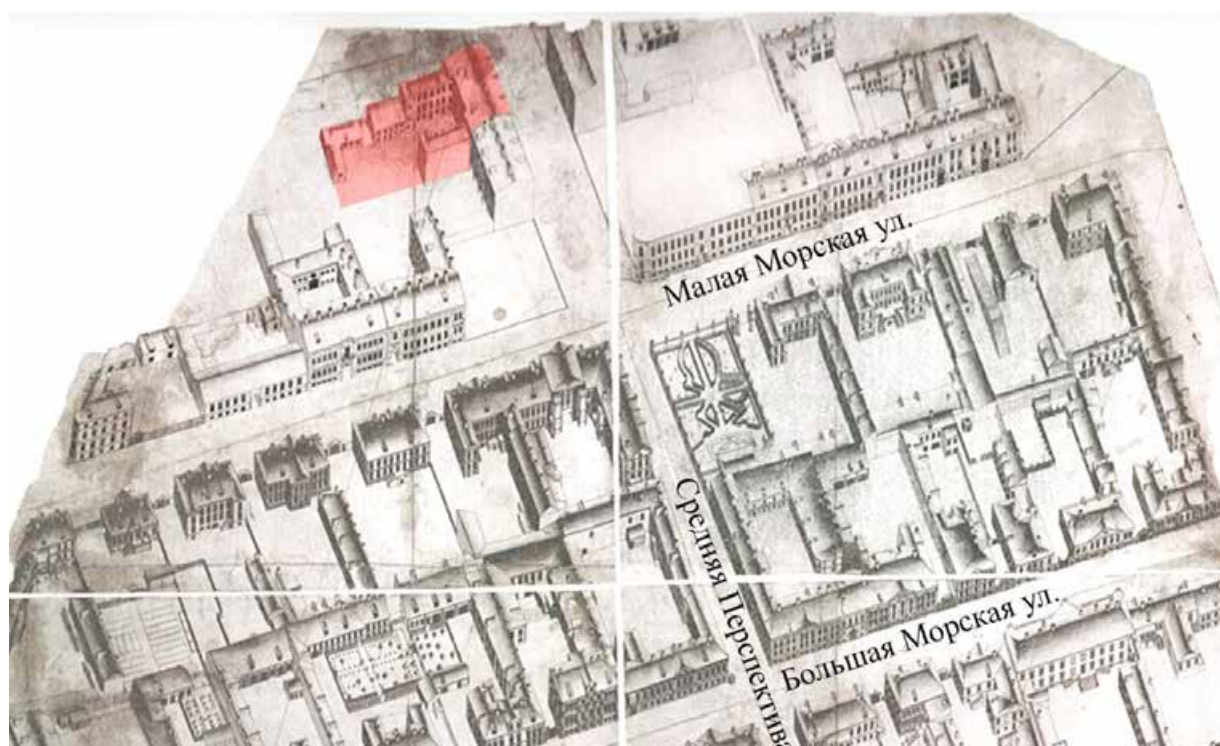 Малая Морская ул.
Средняя Перспектива
Большая Морская ул.